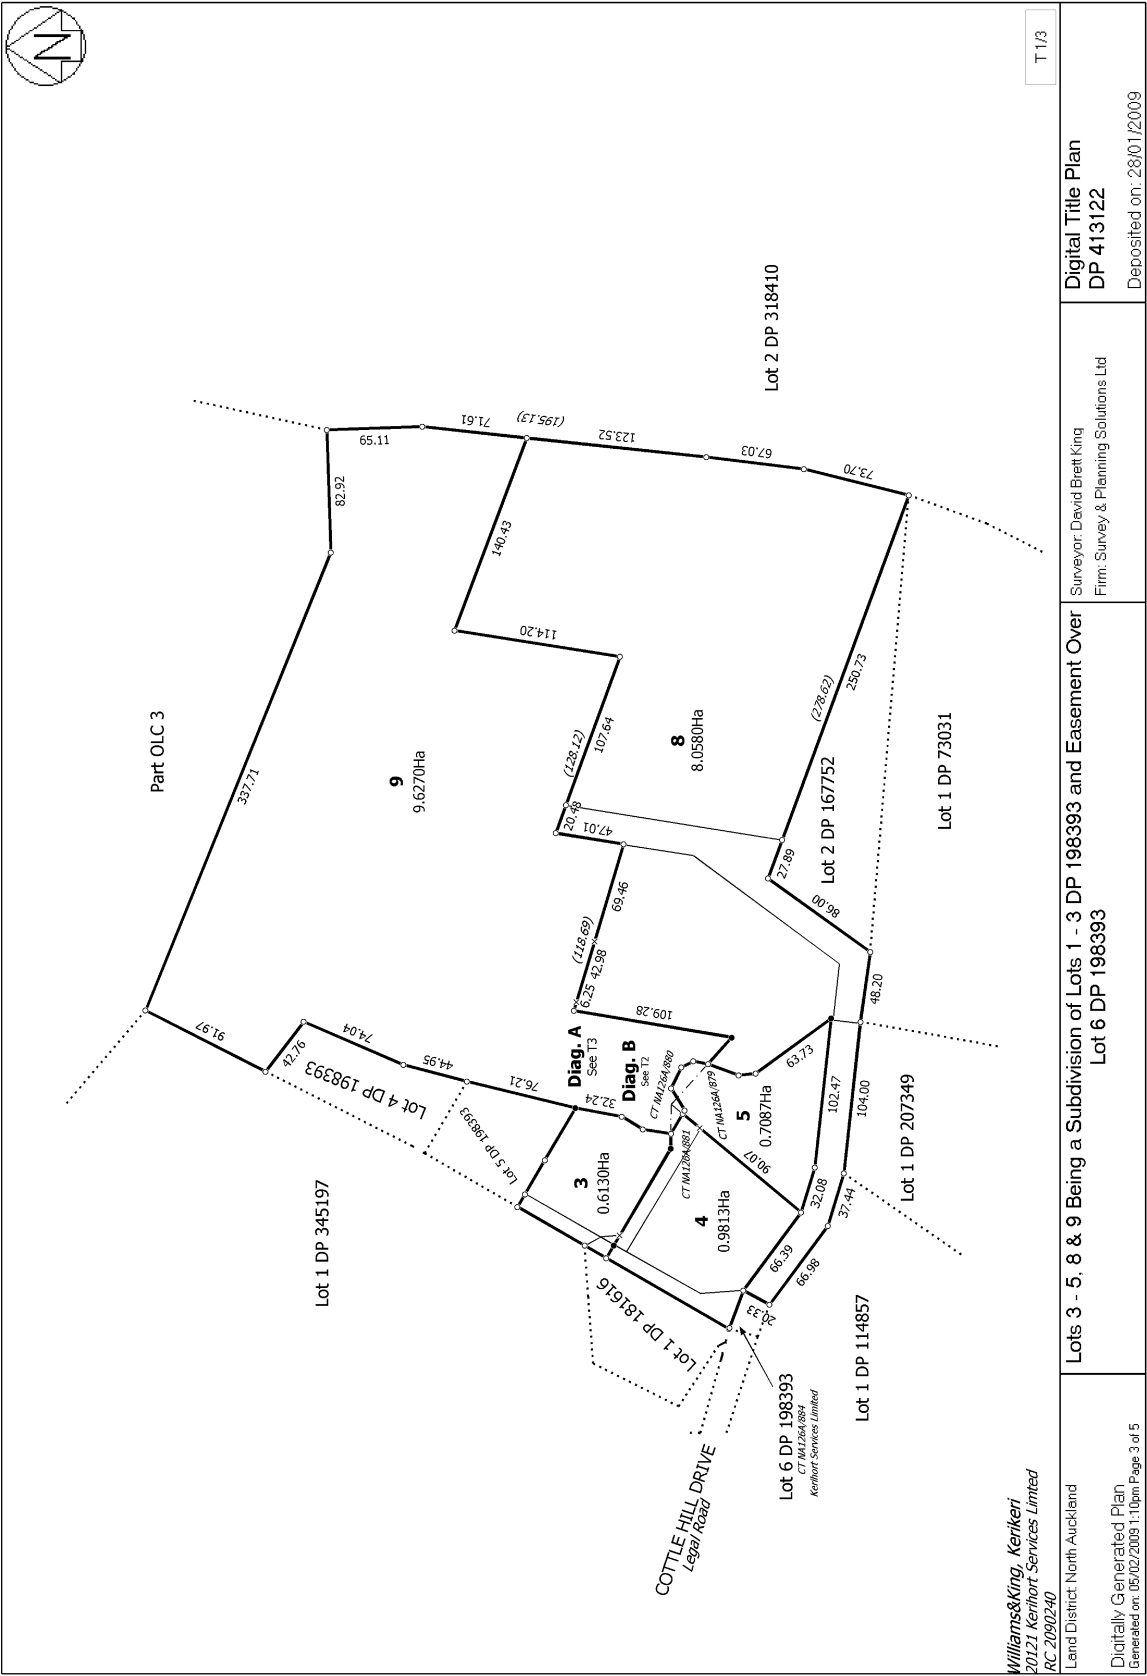 N
T 1/3
Part OLC 3
337.71
82.92
65.11
71.61
(195.13)
123.52
67.03
73.70
Lot 2 DP 318410
91.97
42.76
74.04
44.95
76.21
32.24
Lot 4 DP 198393
Lot 5 DP 198393
9
9.6270Ha
140.43
114.20
(128.12)
107.64
20.48
47.01
8
8.0580Ha
(278.62)
250.73
27.89
86.00
48.20
Lot 2 DP 167752
Lot 1 DP 73031
69.46
(118.69)
42.98
6.25
109.28
Diag. A
See T3
Diag. B
See T2
CT NA126A/880
CT NA126A/879
CT NA126A/881
63.73
5
0.7087Ha
102.47
104.00
90.07
3
0.6130Ha
4
0.9813Ha
32.08
37.44
66.39
66.98
20.33
Lot 1 DP 207349
Lot 1 DP 345197
Lot 1 DP 181616
Lot 1 DP 114857
Lot 6 DP 198393
CT NA126A/884
Kerihort Services Limited
COTTLE HILL DRIVE
Legal Road
Williams&King, Kerikeri
20121 Kerihort Services Limted
RC 2090240
Land District: North Auckland
Digitally Generated Plan
Generated on: 05/02/2009 1:10pm Page 3 of 5
Lots 3 - 5, 8 & 9 Being a Subdivision of Lots 1 - 3 DP 198393 and Easement Over
Lot 6 DP 198393
Surveyor: David Brett King
Firm: Survey & Planning Solutions Ltd
Digital Title Plan
DP 413122
Deposited on: 28/01/2009